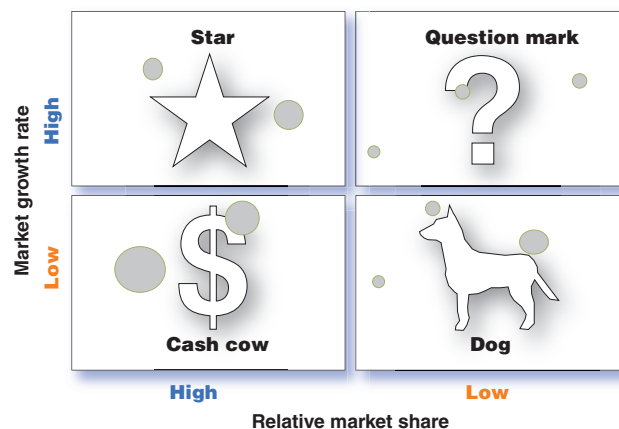 Star
Question mark
Market growth rate
High
Low
?
$
Cash cow
Dog
High
Low
Relative market share